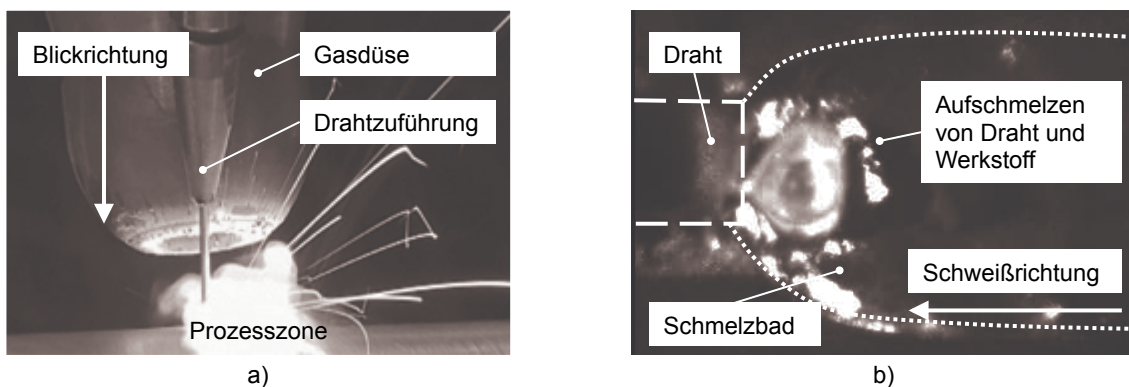 Blickrichtung
Gasdüse
Drahtzuführung
Prozesszone
a)
Draht
Aufschmelzen
von Draht und
Werkstoff
Schweißrichtung
Schmelzbad
b)